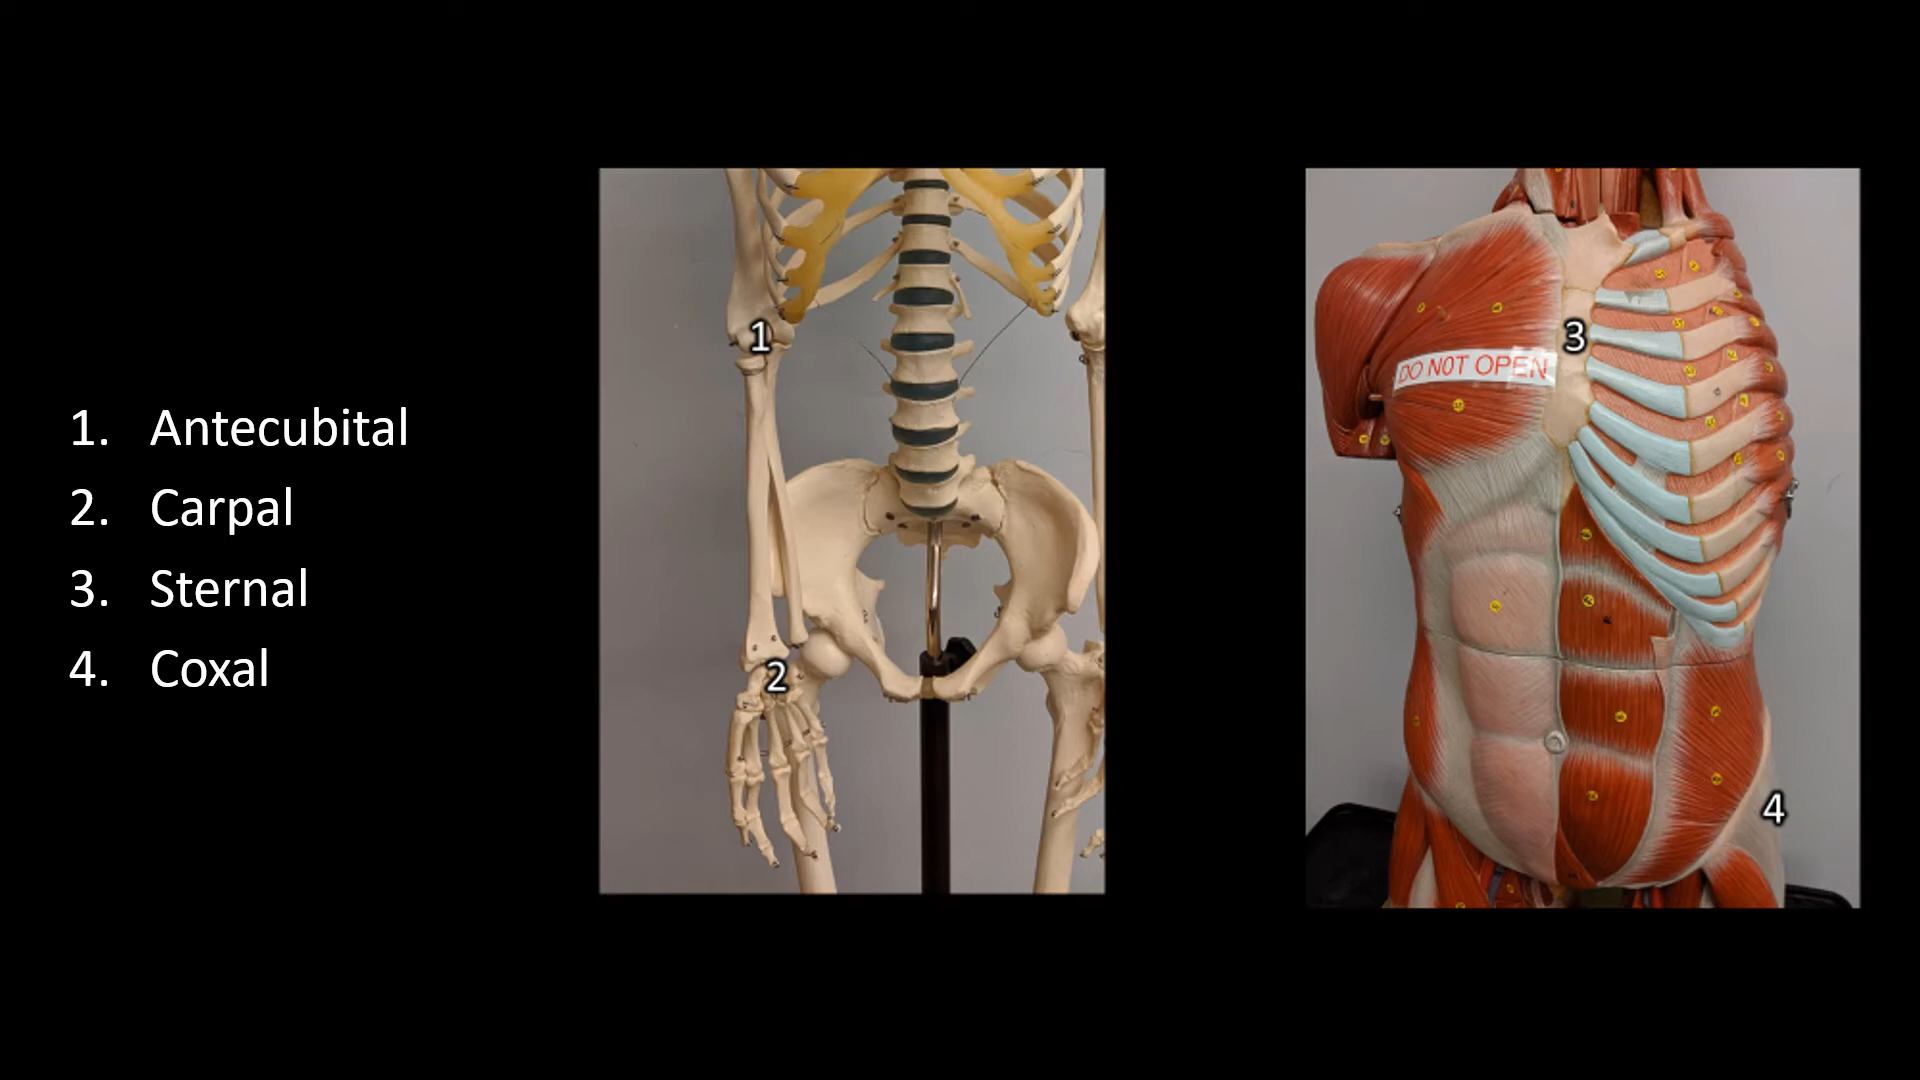 1. Antecubital
2. Carpal
3. Sternal
4. Coxal
1
2
3
DO NOT OPEN
4